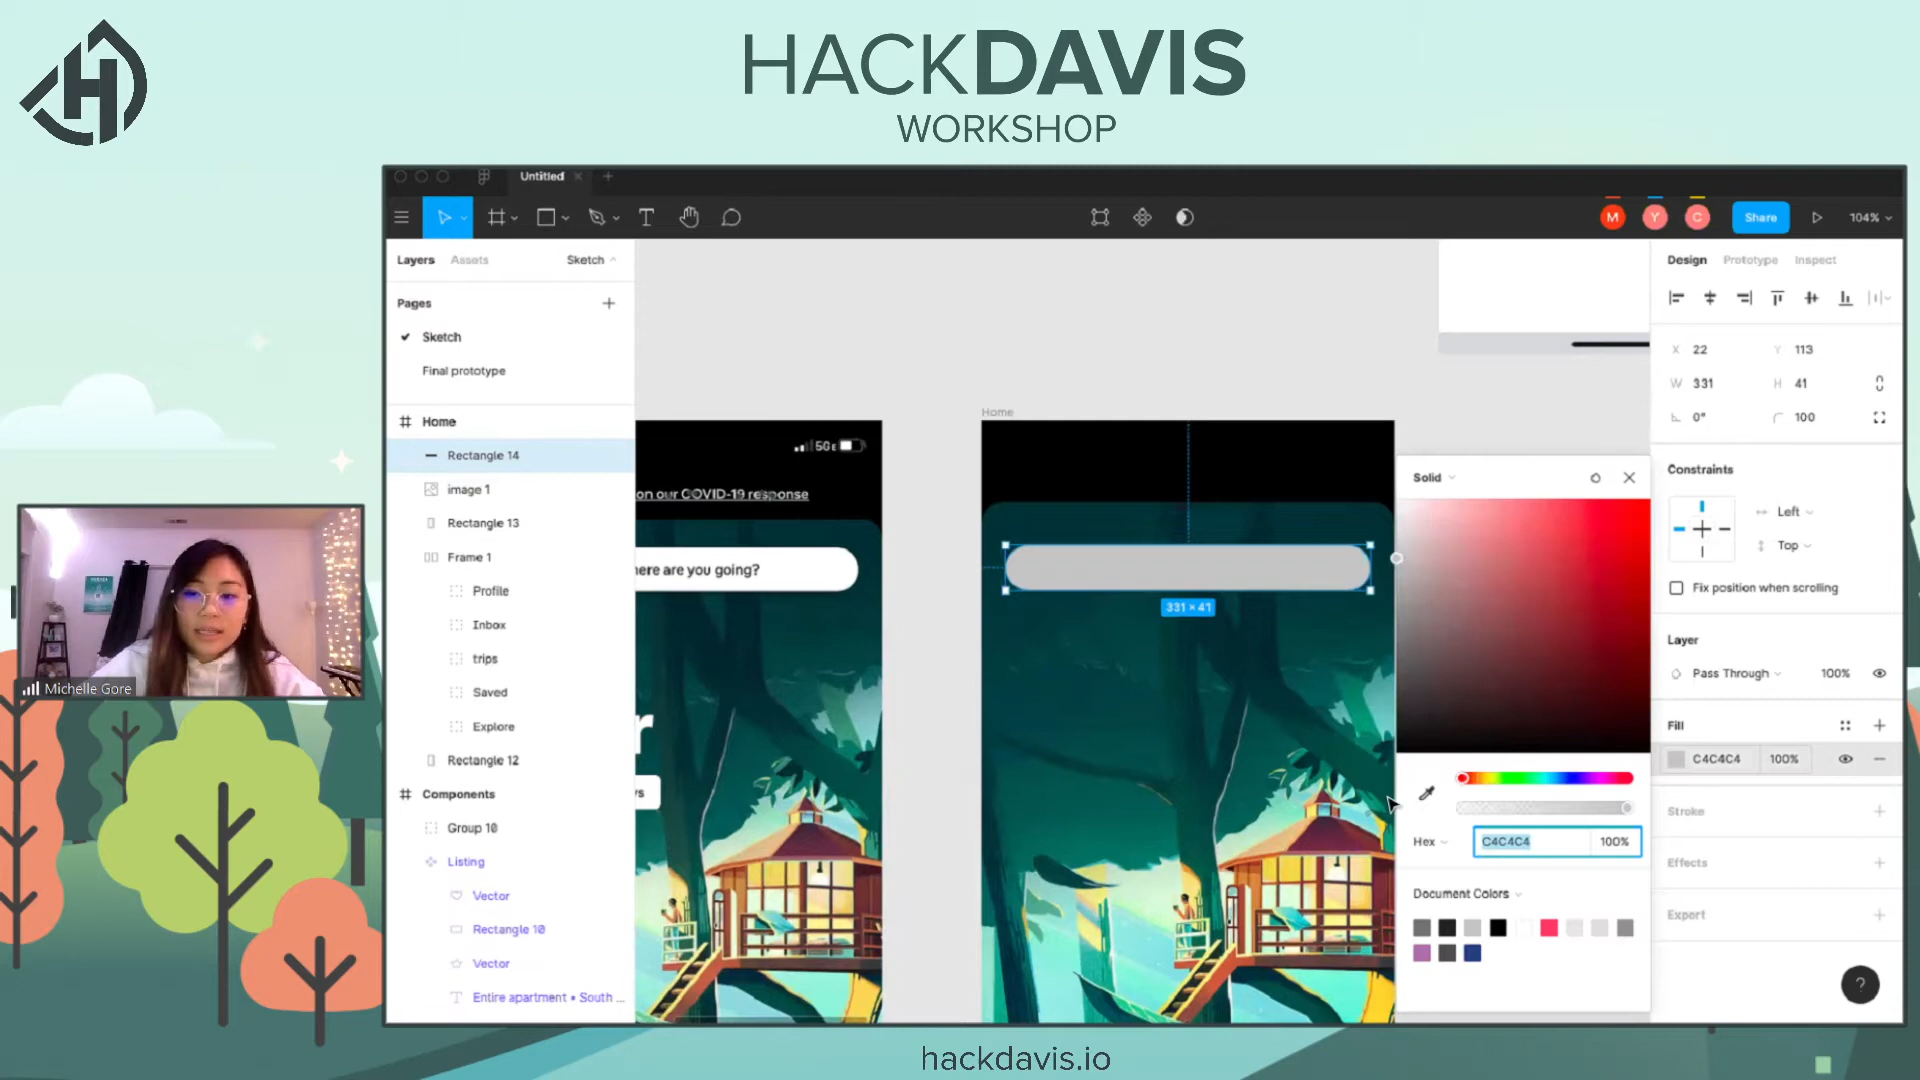 HACKDAVIS
WORKSHOP
Untitled
M Y C Share 104%
Layers Assets Sketch
Pages
Sketch
Final prototype
Home
Rectangle 14
image 1
Rectangle 13
Frame 1
Profile
Inbox
trips
Saved
Explore
Rectangle 12
Components
Group 10
Listing
Vector
Rectangle 10
Vector
Entire apartment • South ...
5GE
on our COVID-19 response
here are you going?
r
ys
Home
331 × 41
Solid
Hex C4C4C4 100%
Document Colors
Design Prototype Inspect
X 22 Y 113
W 331 H 41
0° 100
Constraints
Left
Top
Fix position when scrolling
Layer
Pass Through 100%
Fill
C4C4C4 100%
Stroke
Effects
Export
?
Michelle Gore
hackdavis.io